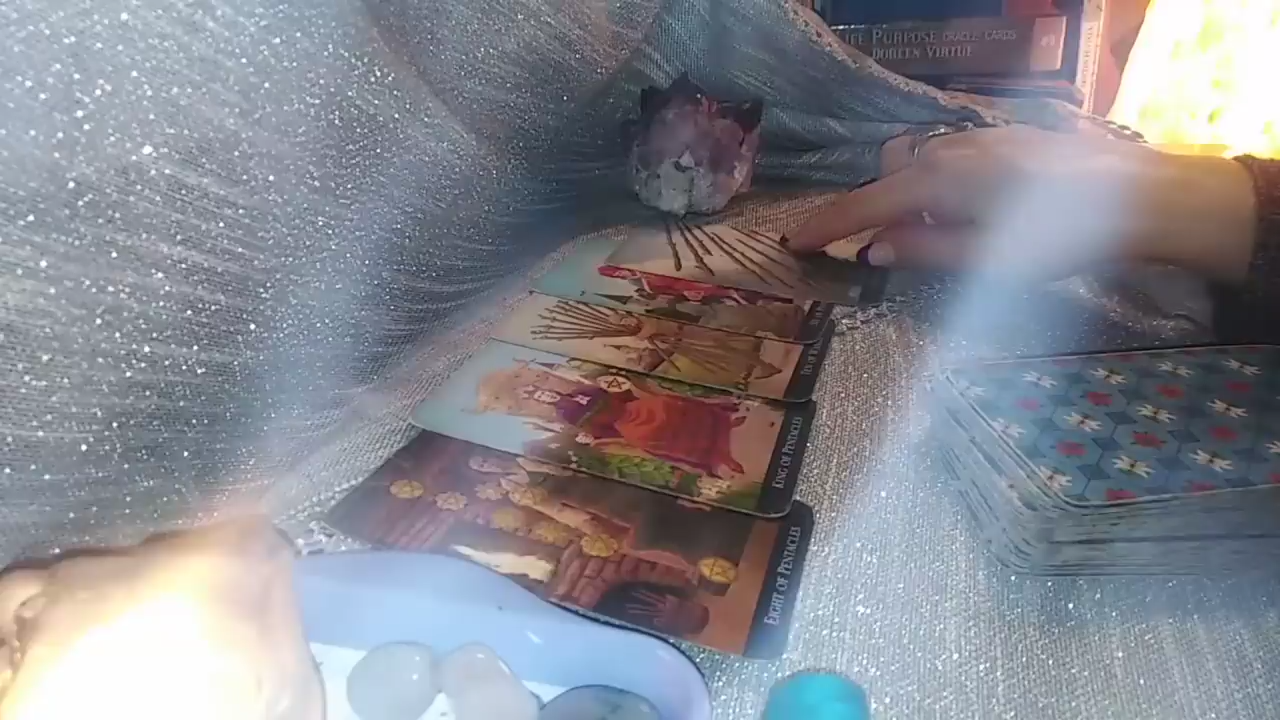 LIFE PURPOSE ORACLE CARDS
DOREEN VIRTUE
KING OF PENTACLES
EIGHT OF PENTACLES